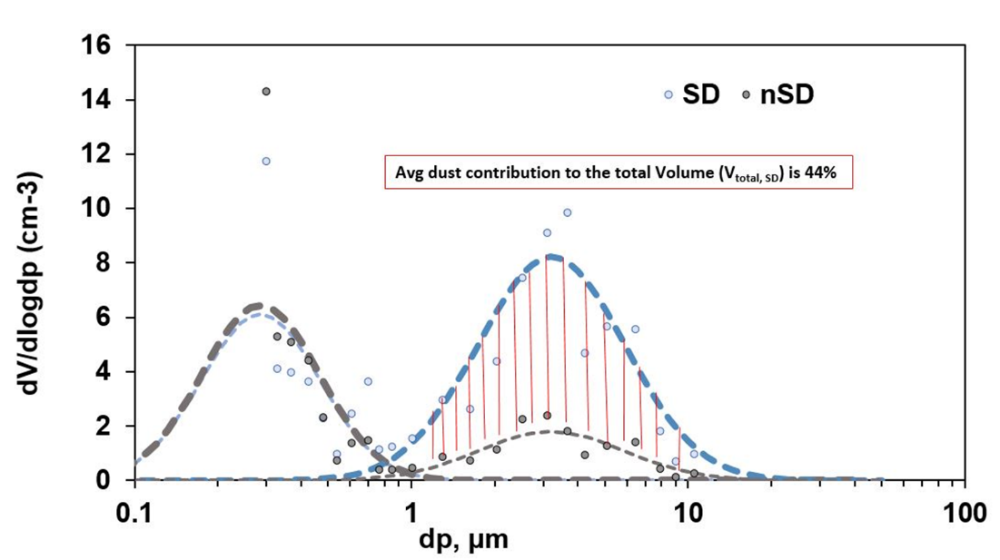 16
14
12
10
8
6
4
2
0
dV/dlogdp (cm-3)
SD nSD
Avg dust contribution to the total Volume (Vtotal, SD) is 44%
0.1 1 10 100
dp, µm